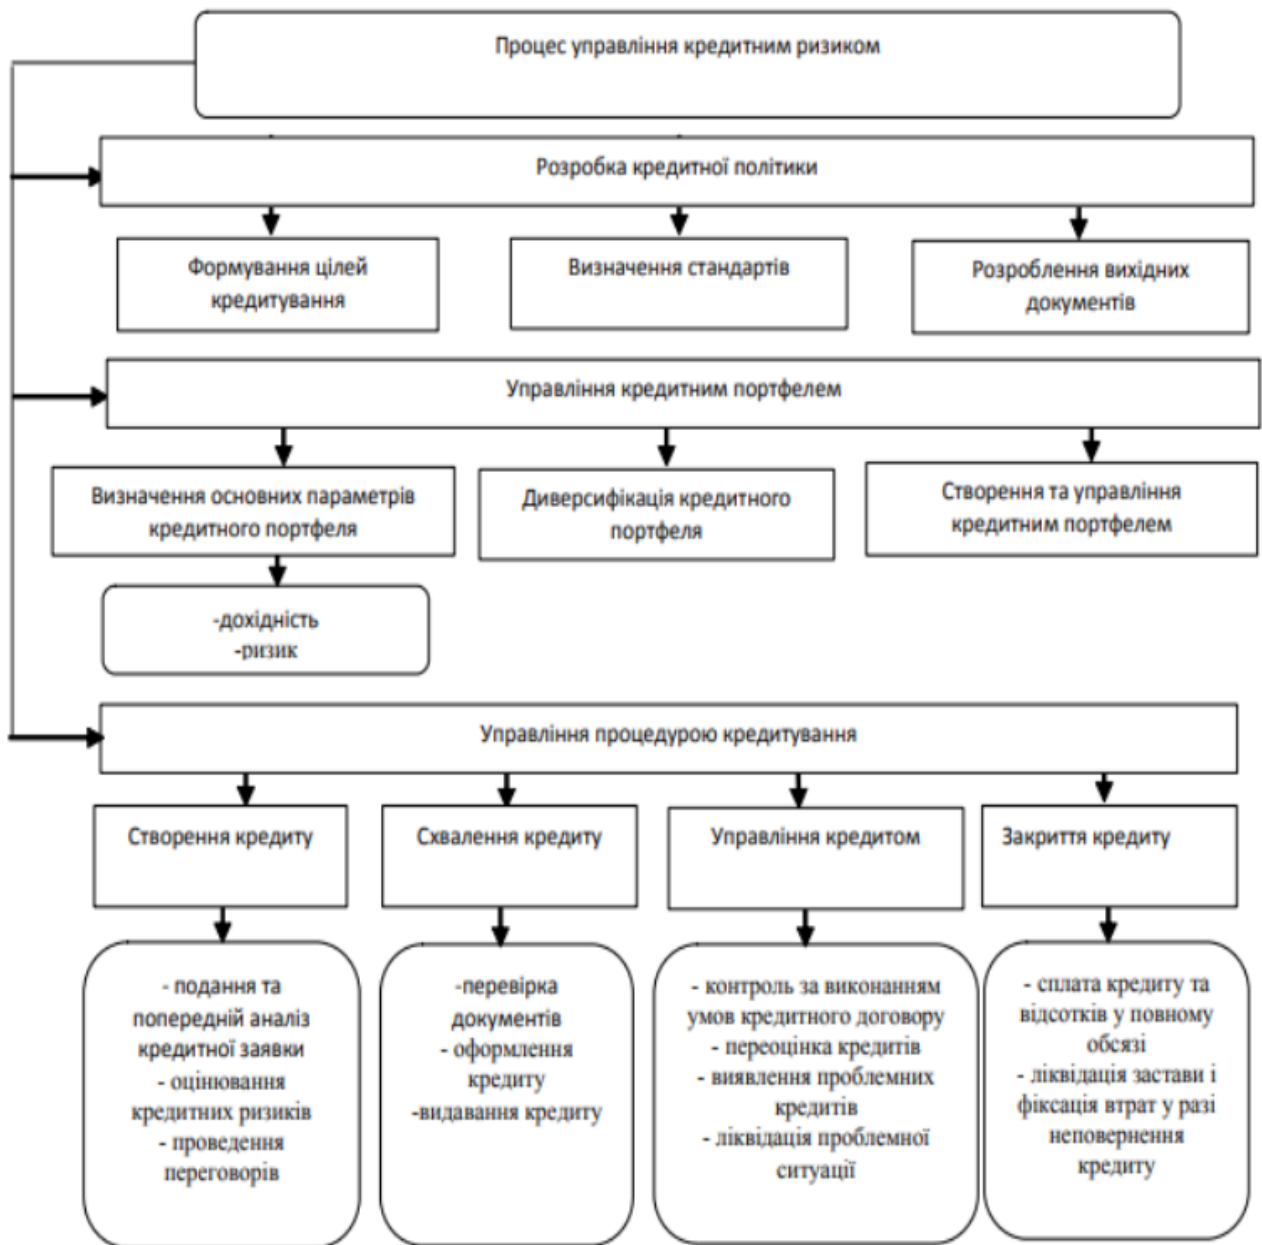 Процес управління кредитним ризиком
Розробка кредитної політики
Формування цілей
кредитування
Визначення стандартів
Розроблення вихідних
документів
Управління кредитним портфелем
Визначення основних параметрів
кредитного портфеля
Диверсифікація кредитного
портфеля
Створення та управління
кредитним портфелем
-дохідність
-ризик
Управління процедурою кредитування
Створення кредиту
Схвалення кредиту
Управління кредитом
Закриття кредиту
- подання та
попередній аналіз
кредитної заявки
- оцінювання
кредитних ризиків
- проведення
переговорів
-перевірка
документів
- оформлення
кредиту
-видавання кредиту
- контроль за виконанням
умов кредитного договору
- переоцінка кредитів
- виявлення проблемних
кредитів
- ліквідація проблемної
ситуації
- сплата кредиту та
відсотків у повному
обсязі
- ліквідація застави і
фіксація втрат у разі
неповернення
кредиту